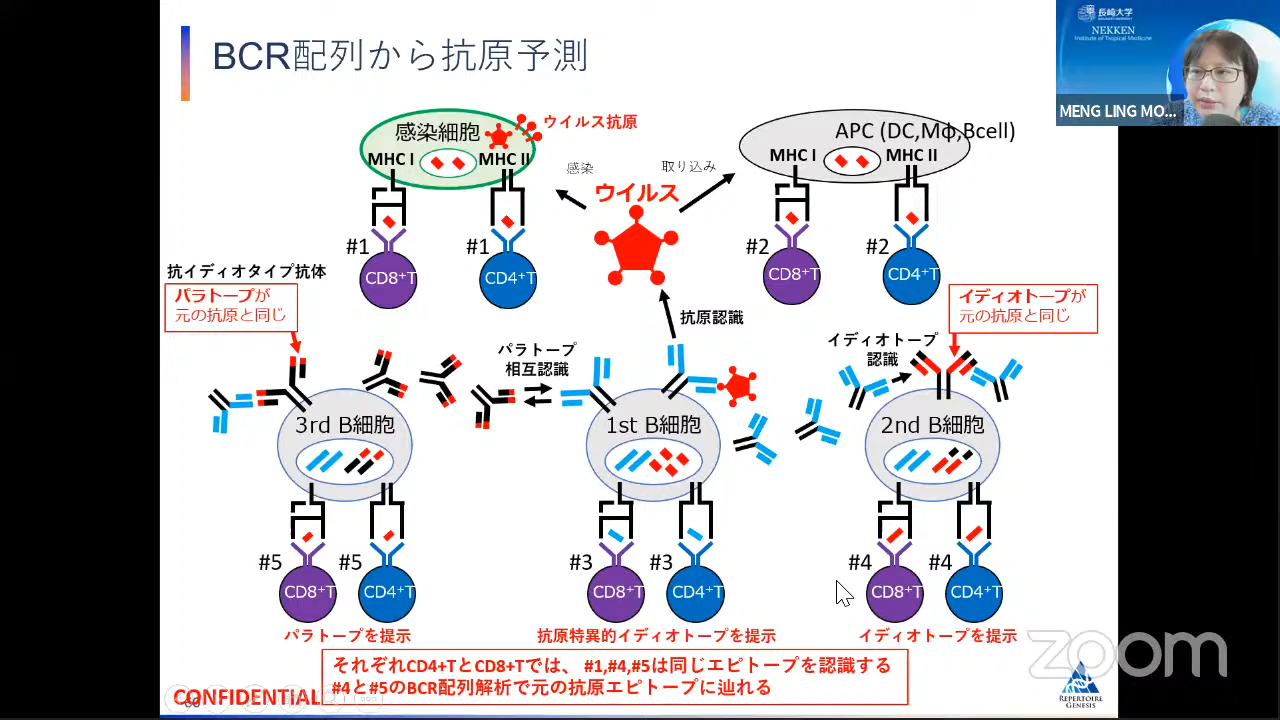 BCR配列から抗原予測
長崎大学
NEKKEN
Institute of Tropical Medicine
MENG LING MO...
感染細胞
ウイルス抗原
MHC I
MHC II
感染
取り込み
ウイルス
APC (DC,Mφ,Bcell)
MHC I
MHC II
#1
#1
#2
#2
CD8⁺T
CD4⁺T
CD8⁺T
CD4⁺T
抗イディオタイプ抗体
パラトープが
元の抗原と同じ
イディオトープが
元の抗原と同じ
抗原認識
パラトープ
相互認識
イディオトープ
認識
3rd B細胞
1st B細胞
2nd B細胞
#5
#5
#3
#3
#4
#4
CD8⁺T
CD4⁺T
CD8⁺T
CD4⁺T
CD8⁺T
CD4⁺T
パラトープを提示
抗原特異的イディオトープを提示
イディオトープを提示
それぞれCD4+TとCD8+Tでは、 #1,#4,#5は同じエピトープを認識する
#4と#5のBCR配列解析で元の抗原エピトープに辿れる
CONFIDENTIAL
zoom
REPERTOIRE
GENESIS